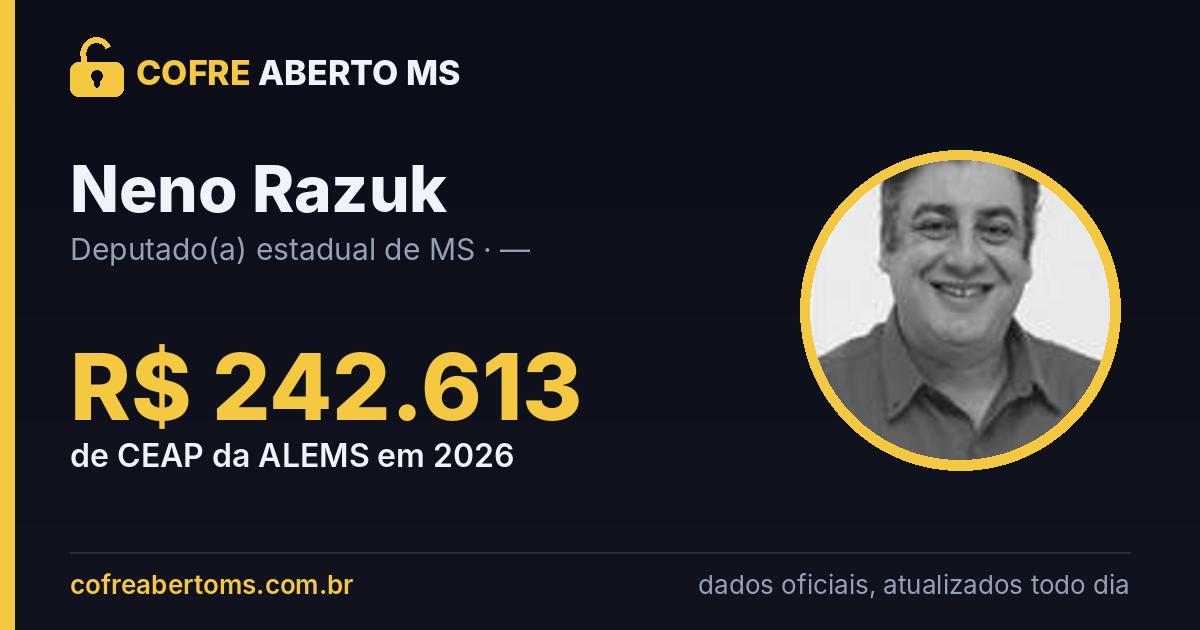 COFRE ABERTO MS
Neno Razuk
Deputado(a) estadual de MS · —
R$ 242.613
de CEAP da ALEMS em 2026
cofreabertoms.com.br
dados oficiais, atualizados todo dia